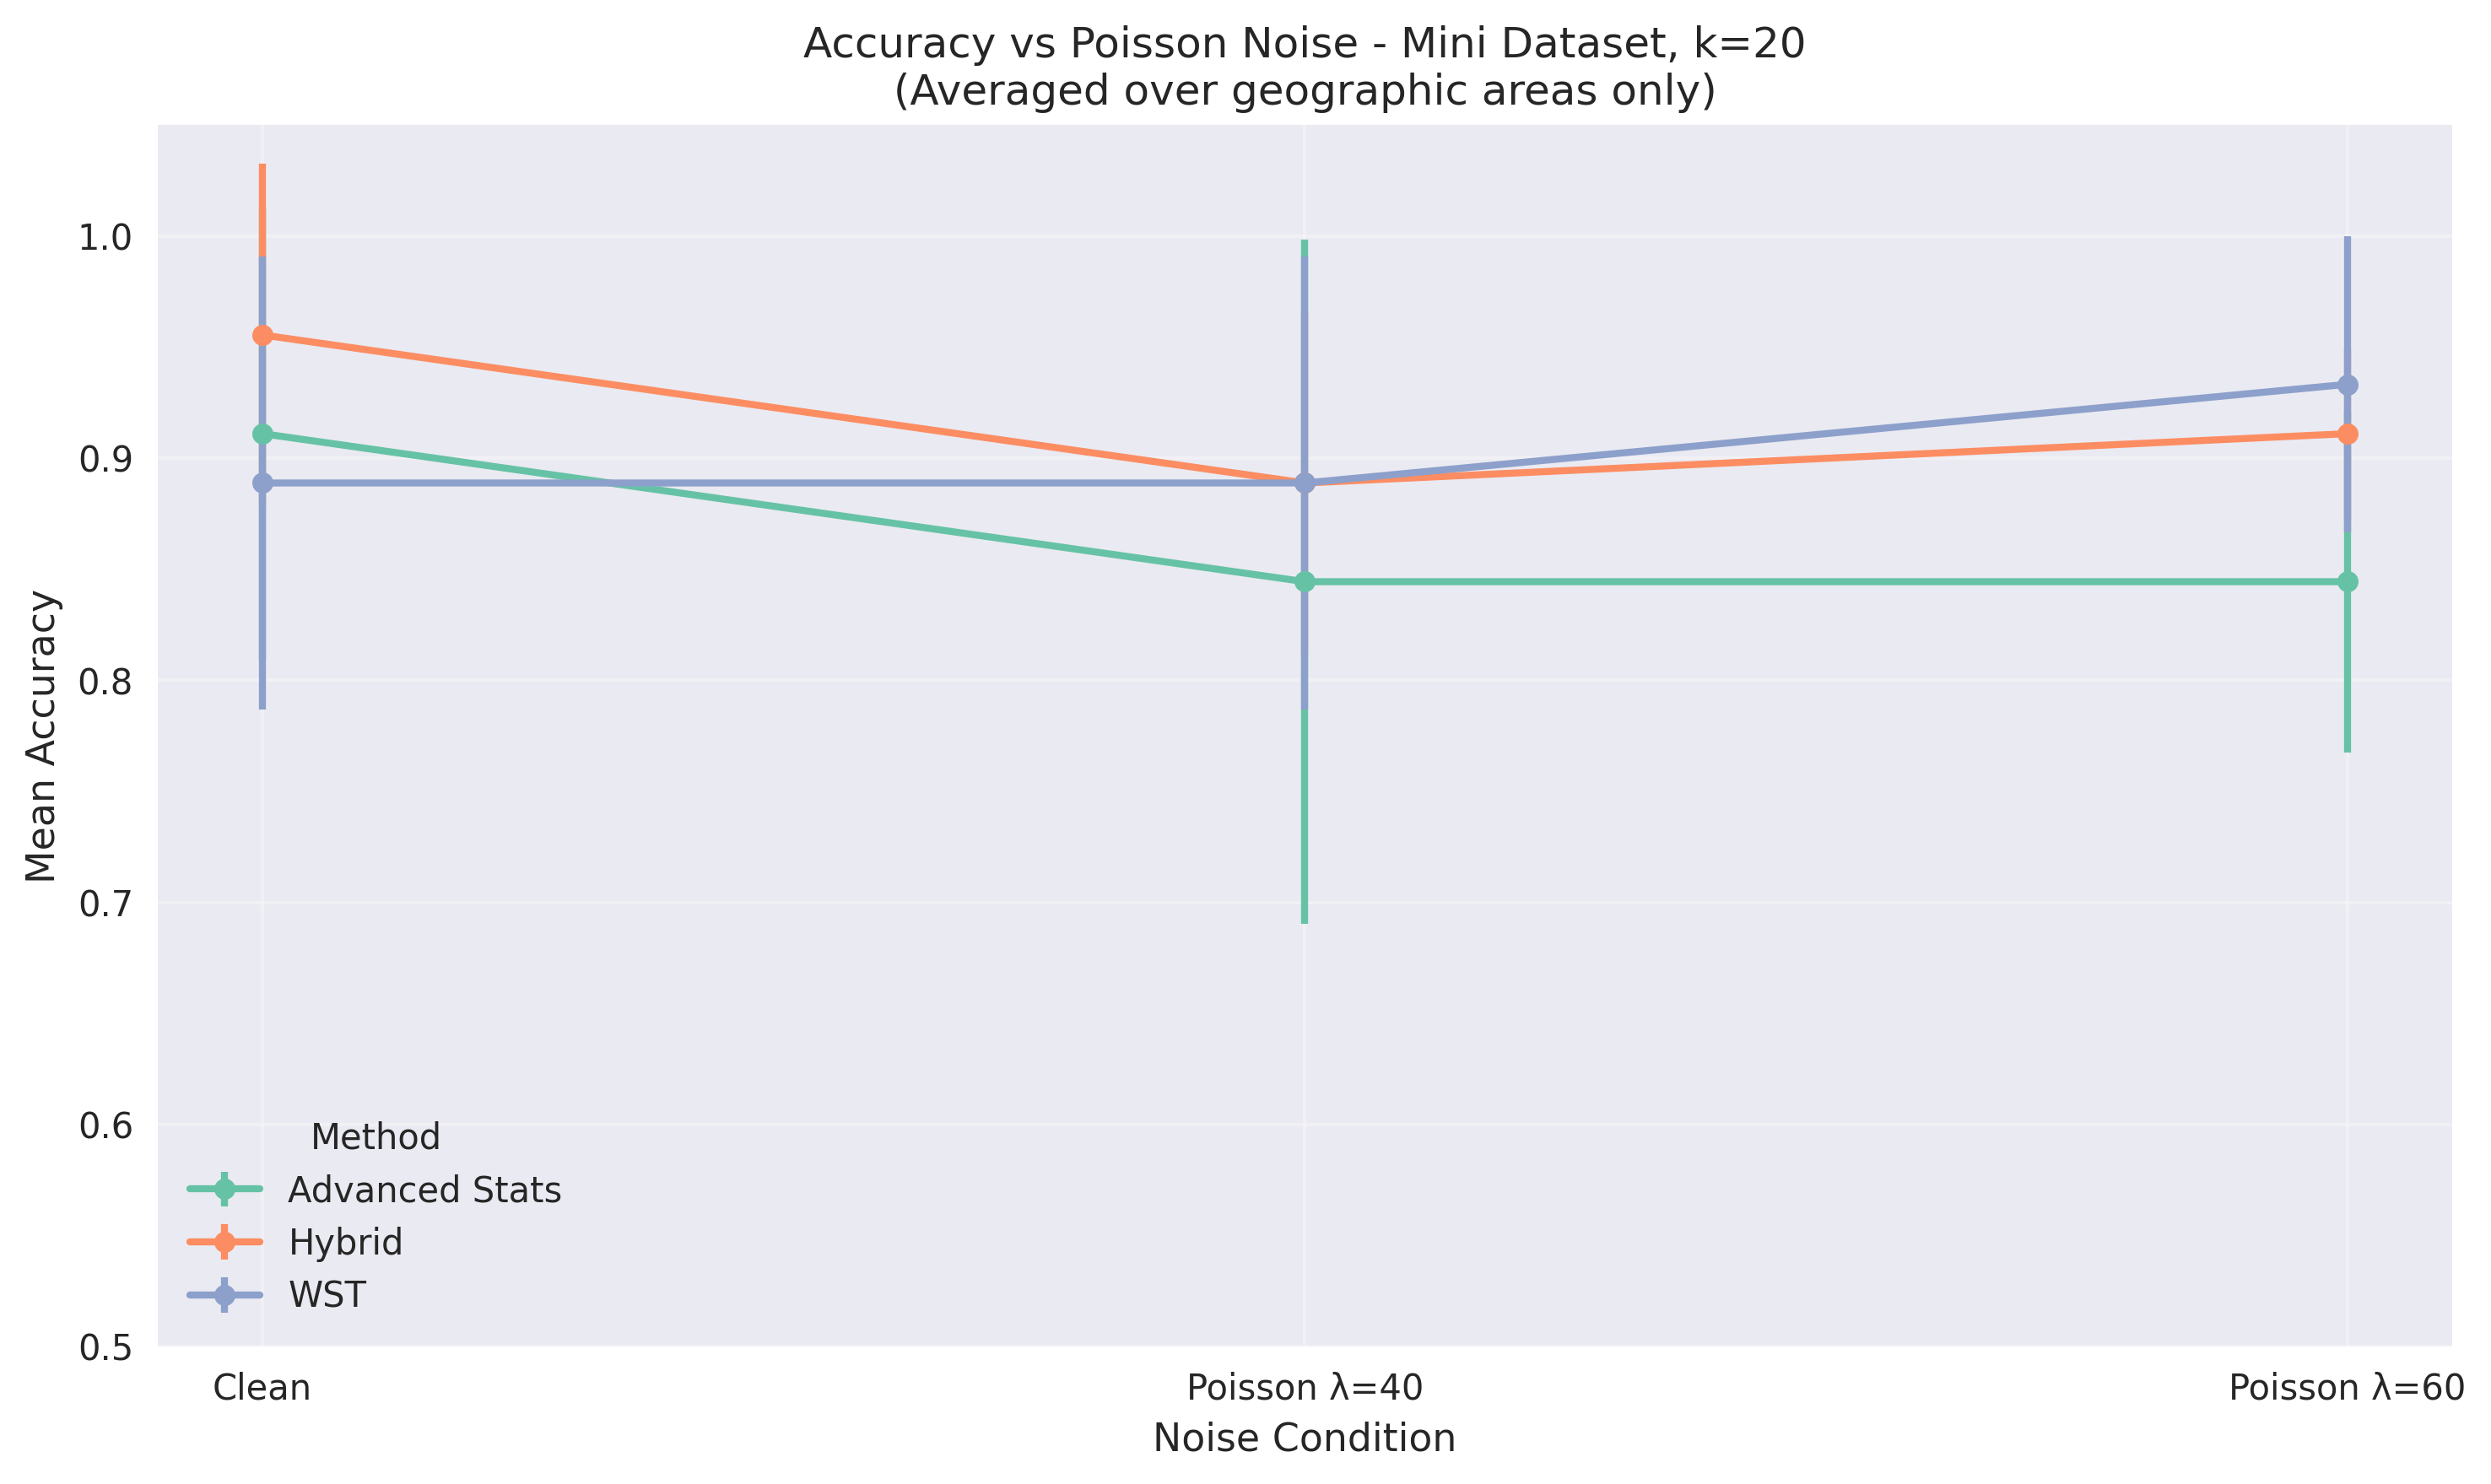 Accuracy vs Poisson Noise - Mini Dataset, k=20
(Averaged over geographic areas only)
Mean Accuracy
1.0
0.9
0.8
0.7
0.6
0.5
Method
Advanced Stats
Hybrid
WST
Clean
Poisson λ=40
Poisson λ=60
Noise Condition